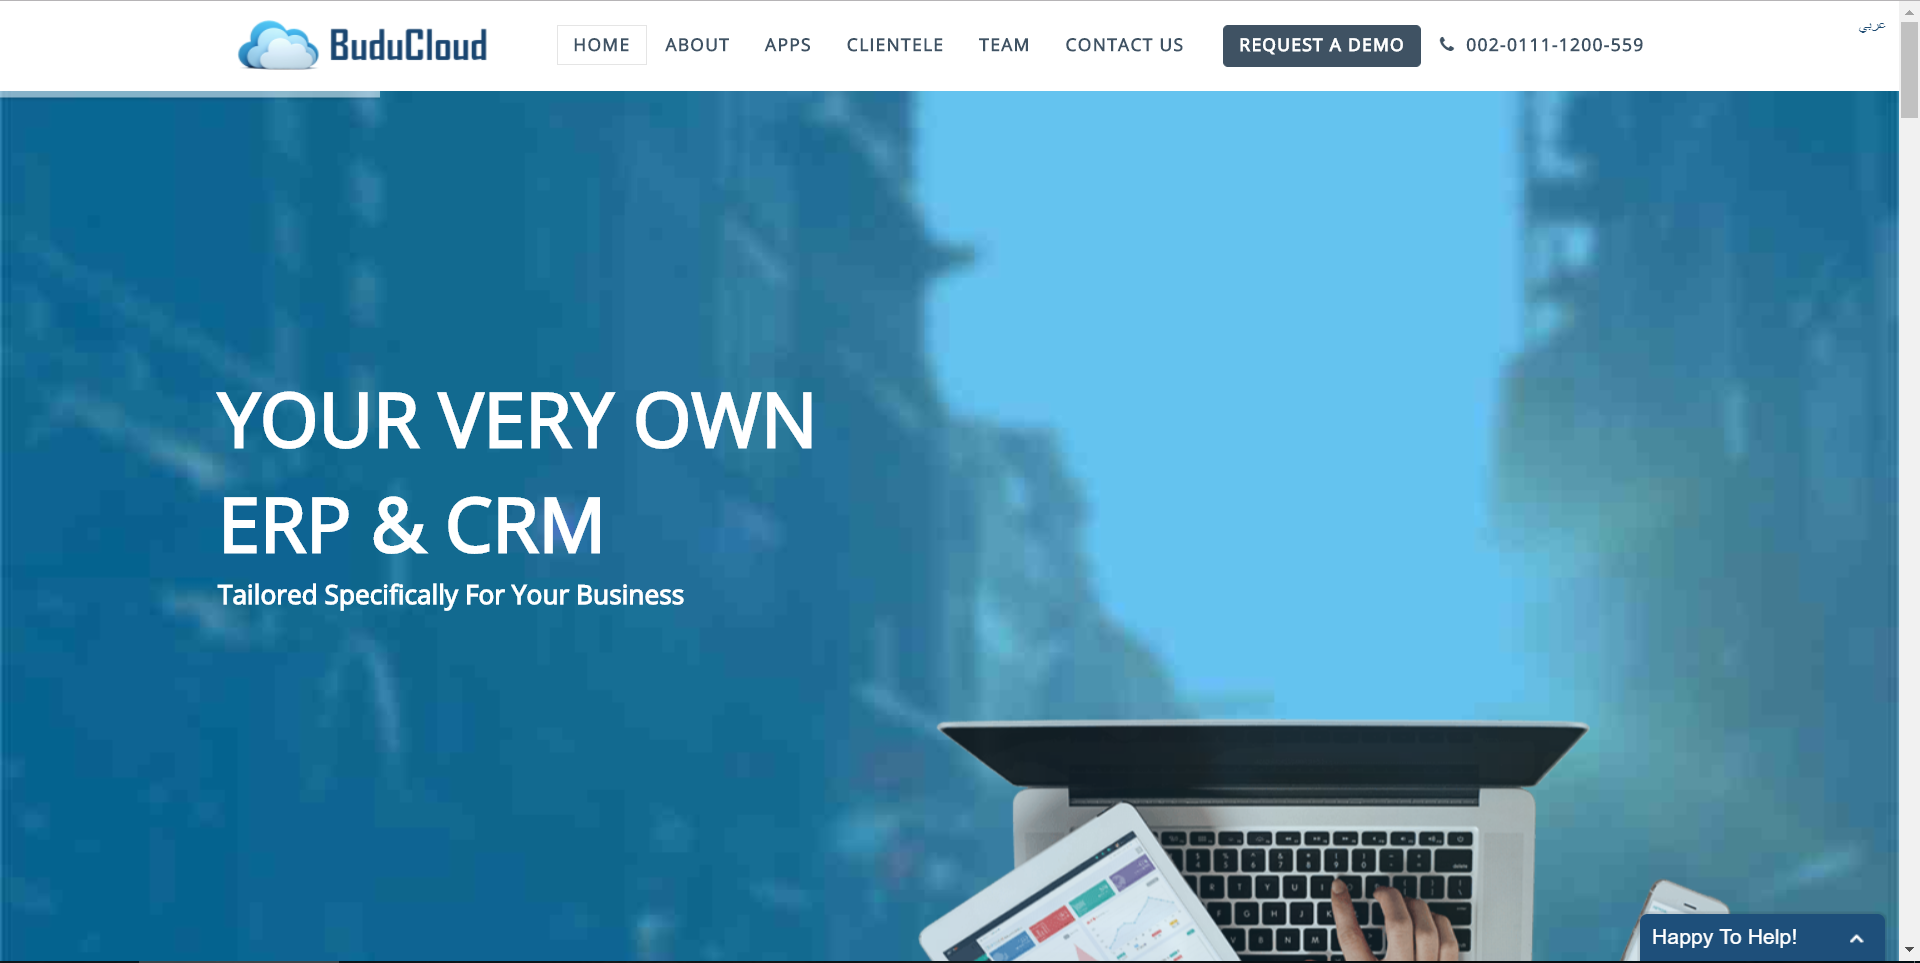 BuduCloud
HOME ABOUT APPS CLIENTELE TEAM CONTACT US REQUEST A DEMO 002-0111-1200-559
عربي
YOUR VERY OWN
ERP & CRM
Tailored Specifically For Your Business
Happy To Help!